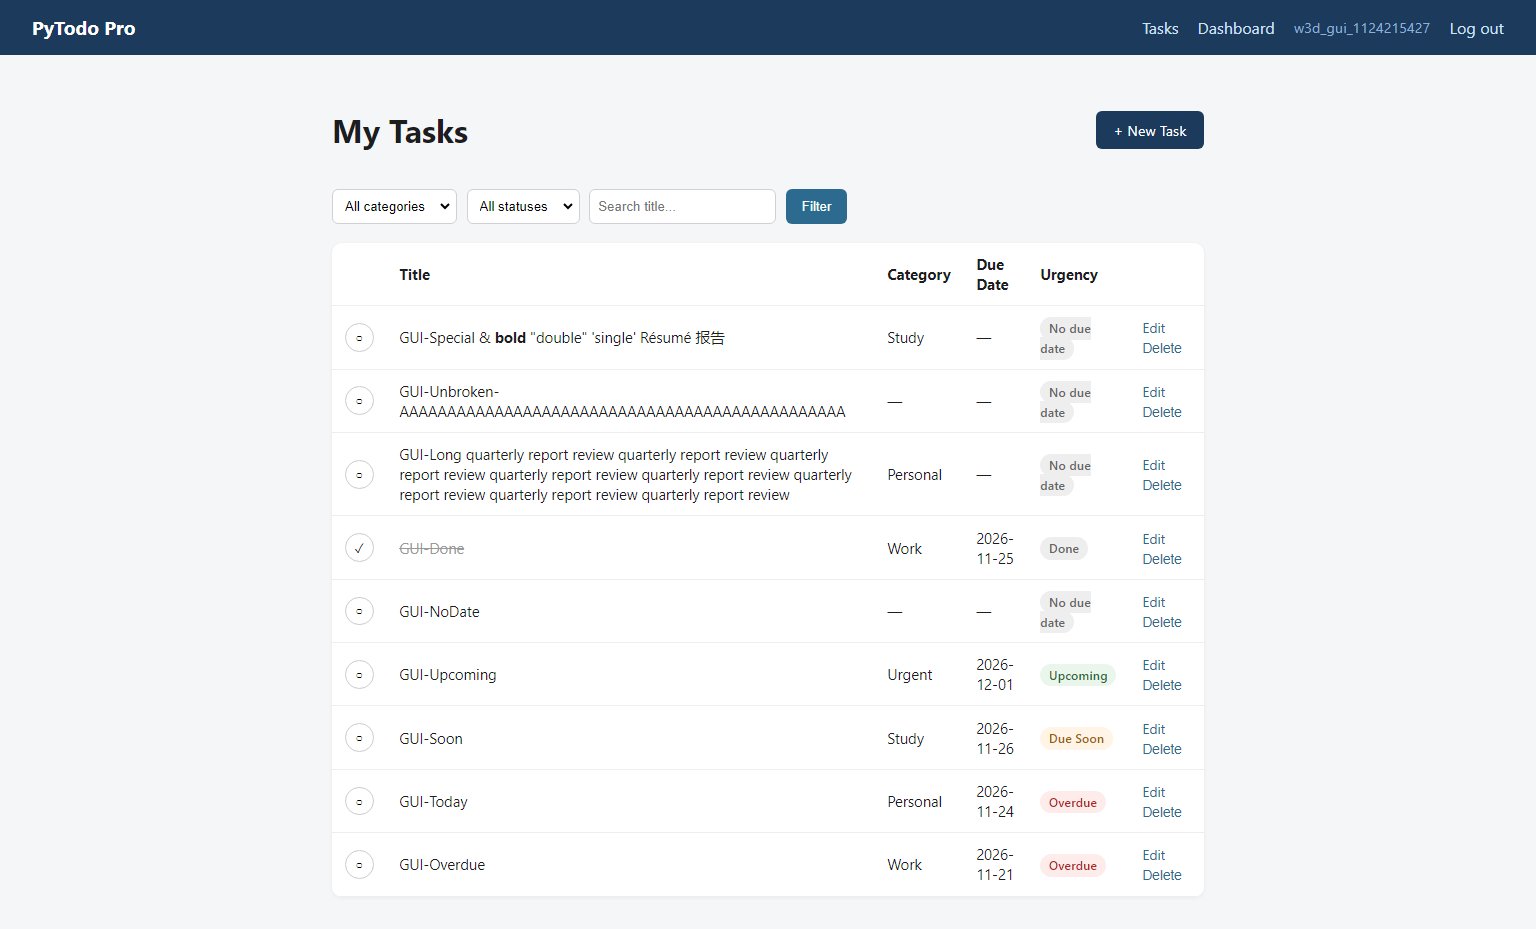 PyTodo Pro
Tasks Dashboard w3d_gui_1124215427 Log out
My Tasks
+ New Task
All categories All statuses Search title... Filter
Title Category Due Date Urgency
GUI-Special & bold "double" 'single' Résumé 报告 Study — No due date Edit Delete
GUI-Unbroken-
AAAAAAAAAAAAAAAAAAAAAAAAAAAAAAAAAAAAAAAAAAAAAAA — — No due date Edit Delete
GUI-Long quarterly report review quarterly report review quarterly
report review quarterly report review quarterly report review quarterly
report review quarterly report review quarterly report review Personal — No due date Edit Delete
✓ GUI-Done Work 2026-11-25 Done Edit Delete
GUI-NoDate — — No due date Edit Delete
GUI-Upcoming Urgent 2026-12-01 Upcoming Edit Delete
GUI-Soon Study 2026-11-26 Due Soon Edit Delete
GUI-Today Personal 2026-11-24 Overdue Edit Delete
GUI-Overdue Work 2026-11-21 Overdue Edit Delete